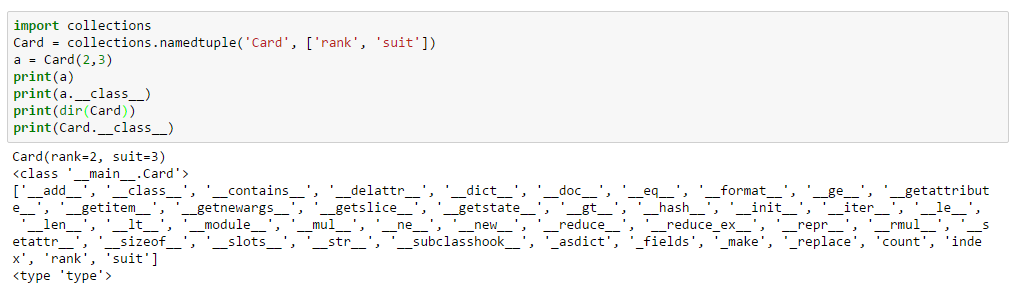 import collections
Card = collections.namedtuple('Card', ['rank', 'suit'])
a = Card(2,3)
print(a)
print(a.__class__)
print(dir(Card))
print(Card.__class__)
Card(rank=2, suit=3)
<class '__main__.Card'>
['__add__', '__class__', '__contains__', '__delattr__', '__dict__', '__doc__', '__eq__', '__format__', '__ge__', '__getattribut
e__', '__getitem__', '__getnewargs__', '__getslice__', '__getstate__', '__gt__', '__hash__', '__init__', '__iter__', '__le__',
'__len__', '__lt__', '__module__', '__mul__', '__ne__', '__new__', '__reduce__', '__reduce_ex__', '__repr__', '__rmul__', '__s
etattr__', '__sizeof__', '__slots__', '__str__', '__subclasshook__', '_asdict', '_fields', '_make', '_replace', 'count', 'inde
x', 'rank', 'suit']
<type 'type'>